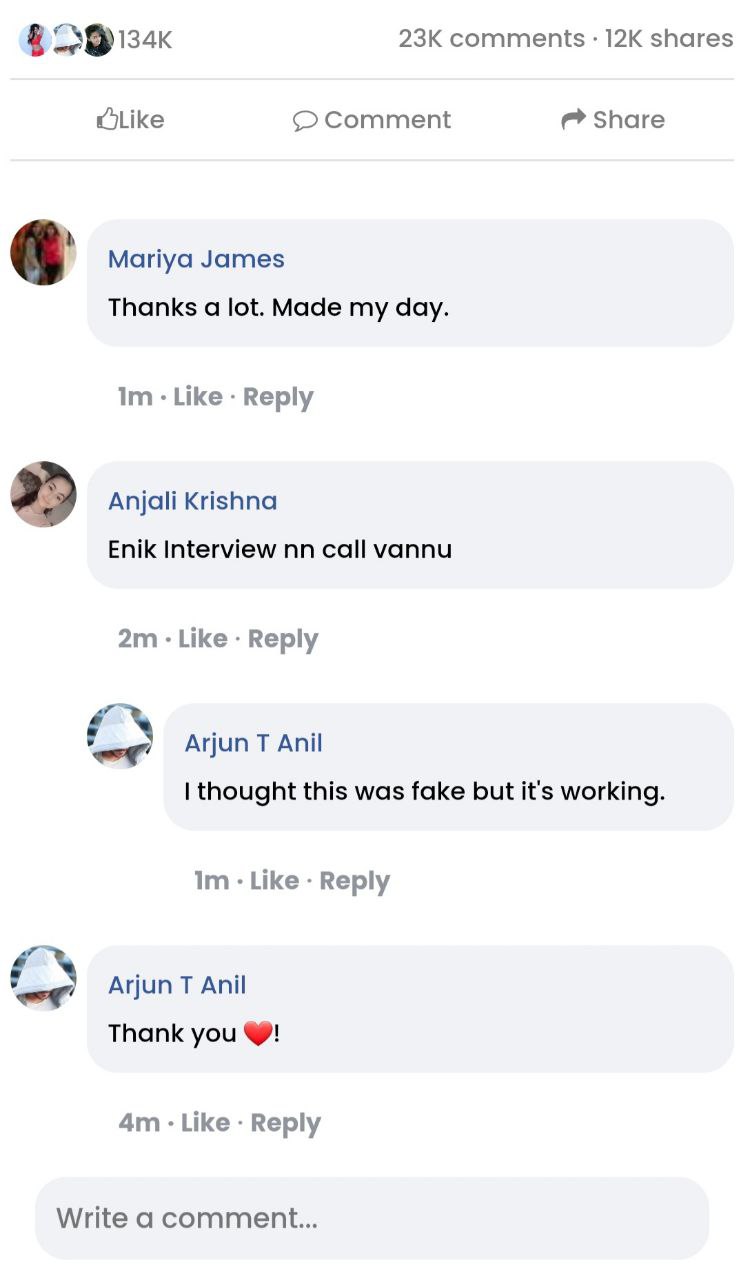 134K 23K comments · 12K shares
Like Comment Share
Mariya James
Thanks a lot. Made my day.
1m · Like · Reply
Anjali Krishna
Enik Interview nn call vannu
2m · Like · Reply
Arjun T Anil
I thought this was fake but it's working.
1m · Like · Reply
Arjun T Anil
Thank you ❤️!
4m · Like · Reply
Write a comment...